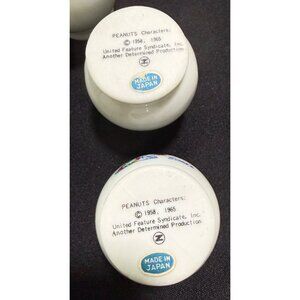 PEANUTS Characters:
© 1958, 1965
United Feature Syndicate, Inc.
Another Determined Production
MADE IN
JAPAN
PEANUTS Characters:
© 1958, 1965
United Feature Syndicate, Inc.
Another Determined Production
MADE IN
JAPAN